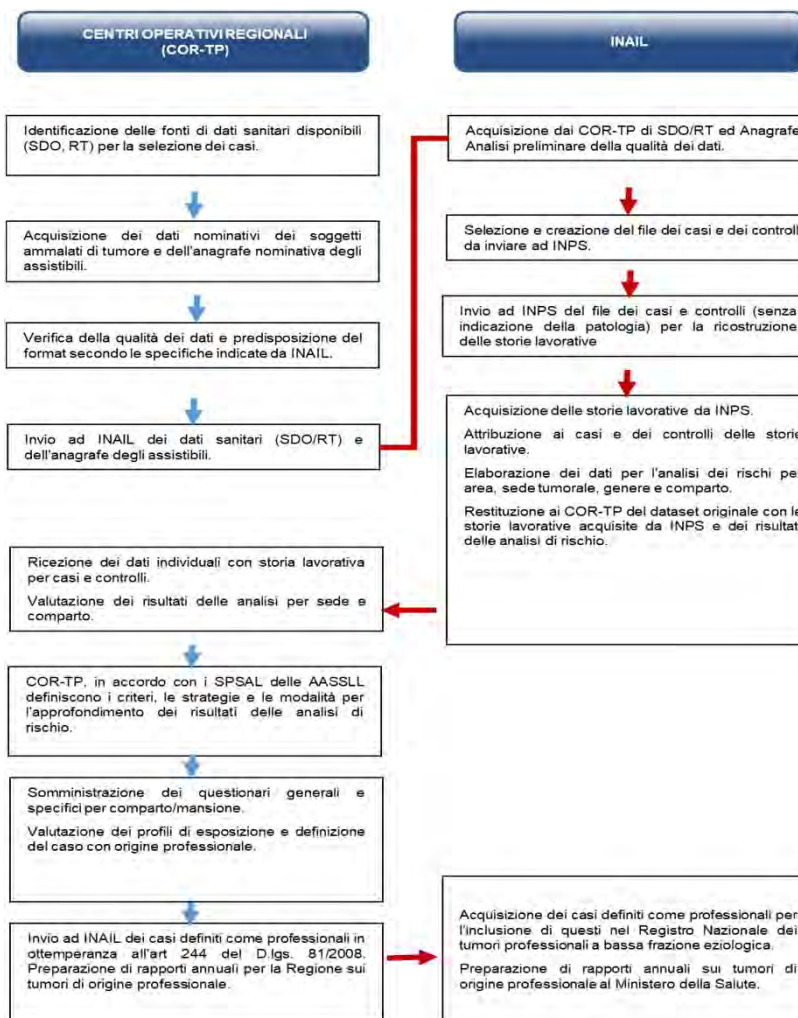 CENTRI OPERATIVI REGIONALI
(COR-TP)
Identificazione delle fonti di dati sanitari disponibili
(SDO, RT) per la selezione dei casi.
Acquisizione dei dati nominativi dei soggetti
ammalati di tumore e dell'anagrafe nominativa degli
assistibili.
Verifica della qualità dei dati e predisposizione del
format secondo le specifiche indicate da INAIL.
Invio ad INAIL dei dati sanitari (SDO/RT) e
dell'anagrafe degli assistibili.
Ricezione dei dati individuali con storia lavorativa
per casi e controlli.
Valutazione dei risultati delle analisi per sede e
comparto.
COR-TP, in accordo con i SPSAL delle AASSLL
definiscono i criteri, le strategie e le modalità per
l'approfondimento dei risultati delle analisi di
rischio.
Somministrazione dei questionari generali e
specifici per comparto/mansione.
Valutazione dei profili di esposizione e definizione
del caso con origine professionale.
Invio ad INAIL dei casi definiti come professionali in
ottemperanza all'art 244 del D.lgs. 81/2008.
Preparazione di rapporti annuali per la Regione sui
tumori di origine professionale.
INAIL
Acquisizione dai COR-TP di SDO/RT ed Anagrafe
Analisi preliminare della qualità dei dati.
Selezione e creazione del file dei casi e dei controlli
da inviare ad INPS.
Invio ad INPS del file dei casi e controlli (senza
indicazione della patologia) per la ricostruzione
delle storie lavorative
Acquisizione delle storie lavorative da INPS.
Attribuzione ai casi e dei controlli delle storie
lavorative.
Elaborazione dei dati per l'analisi dei rischi pe
area, sede tumorale, genere e comparto.
Restituzione ai COR-TP del dataset originale con le
storie lavorative acquisite da INPS e dei risultat
delle analisi di rischio.
Acquisizione dei casi definiti come professionali per
l'inclusione di questi nel Registro Nazionale dei
tumori professionali a bassa frazione eziologica.
Preparazione di rapporti annuali sui tumori di
origine professionale al Ministero della Salute.